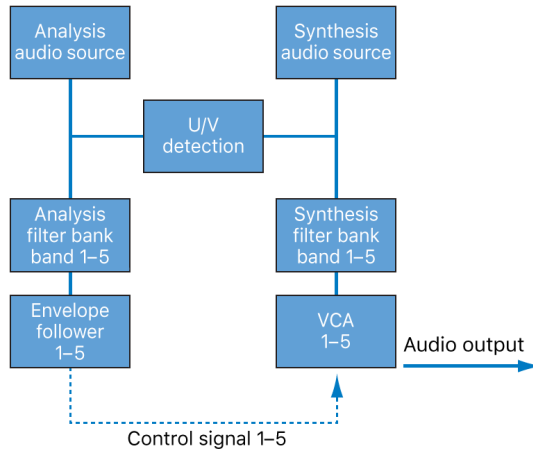 Analysis
audio source
Synthesis
audio source
U/V
detection
Analysis
filter bank
band 1–5
Synthesis
filter bank
band 1–5
Envelope
follower
1–5
VCA
1–5
Audio output
Control signal 1–5